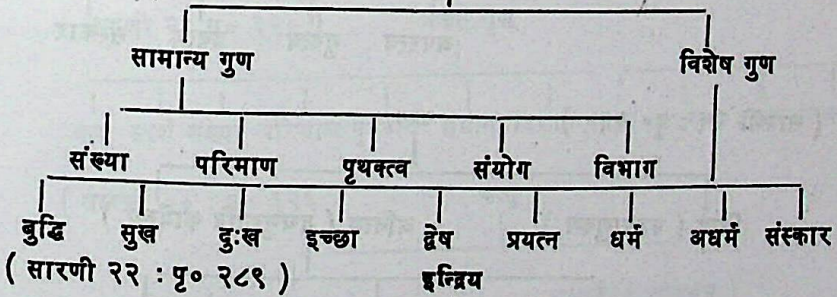 सामान्य गुण विशेष गुण
संख्या परिमाण पृथक्त्व संयोग विभाग
बुद्धि सुख दुःख इच्छा द्वेष प्रयत्न धर्म अधर्म संस्कार
( सारणी २२ : पृ० २८९ ) इन्द्रिय